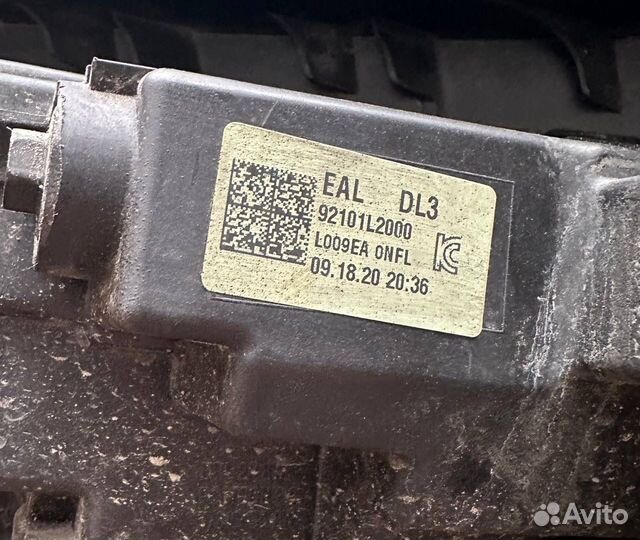 EAL DL3
92101L2000
L009EA 0NFL
09.18.20 20:36
Avito